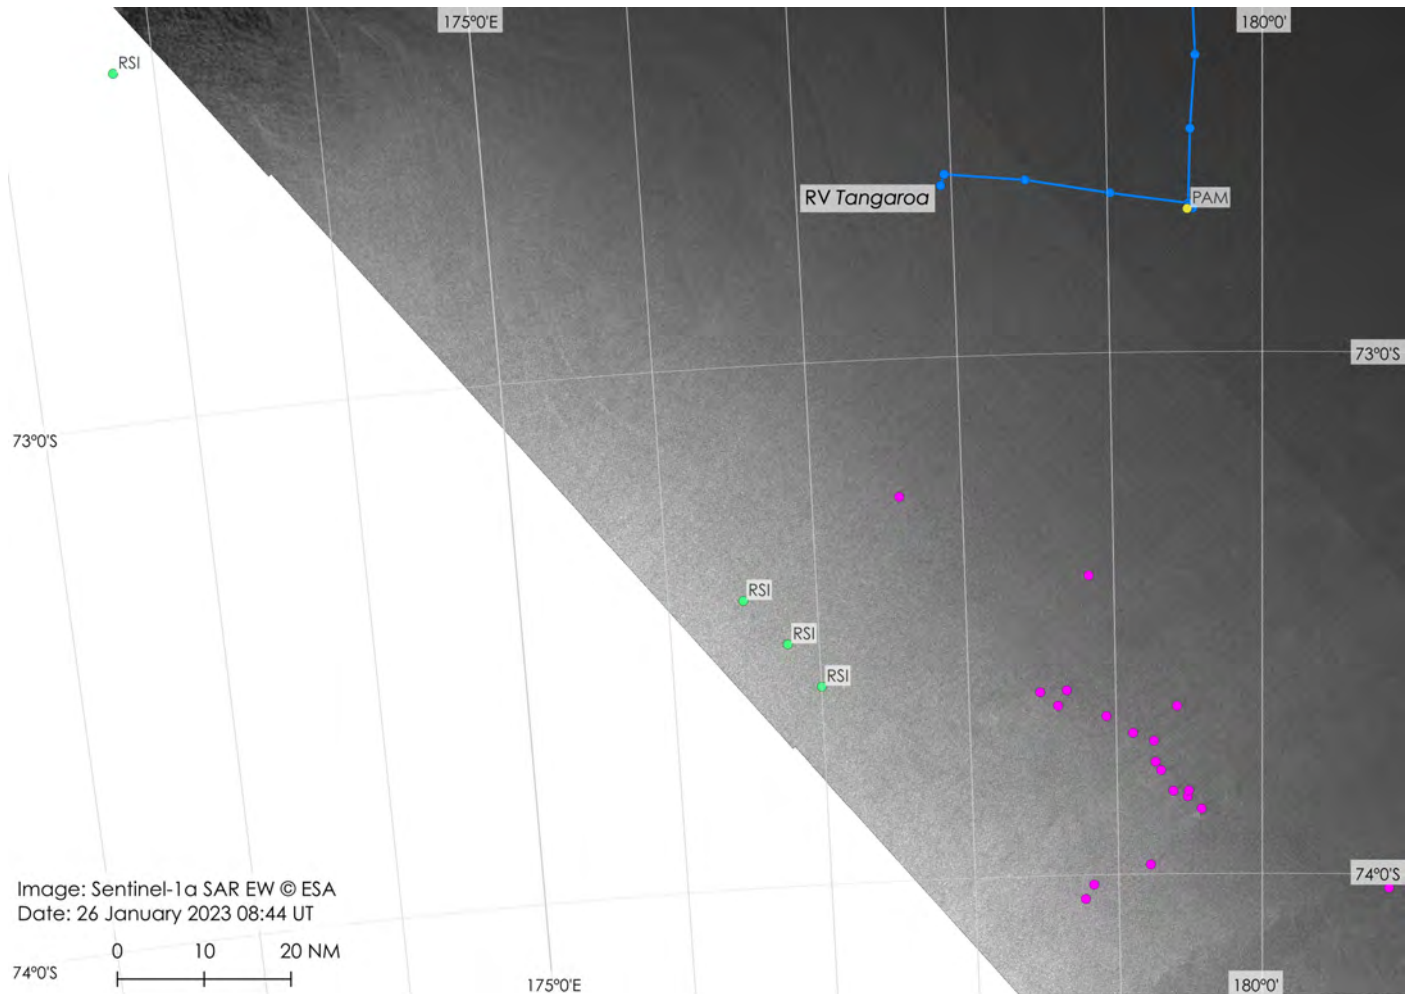 175°0'E
180°0'
RSI
PAM
RV Tangaroa
73°0'S
73°0'S
RSI
RSI
RSI
74°0'S
Image: Sentinel-1a SAR EW © ESA
Date: 26 January 2023 08:44 UT
0 10 20 NM
74°0'S
175°0'E
180°0'